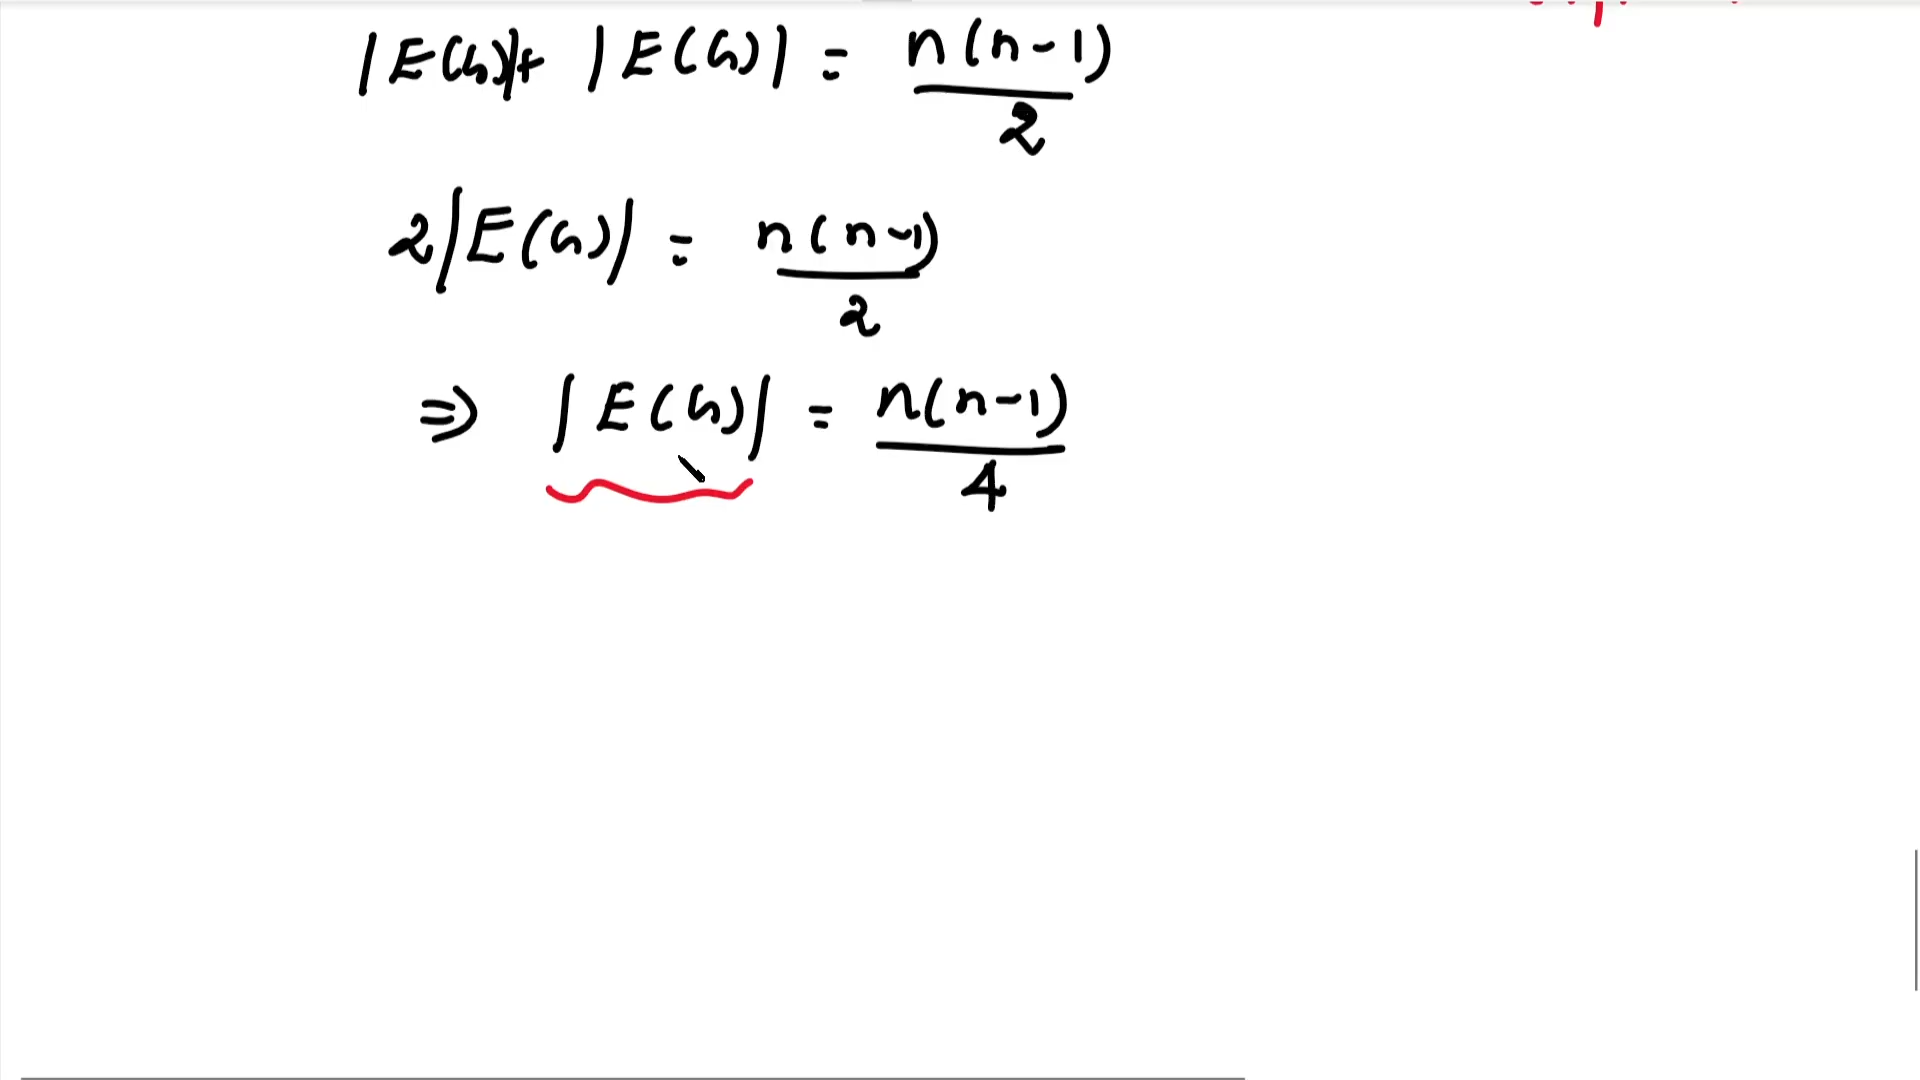 |E(G)|+ |E(G)| = n(n-1)/2
2|E(G)| = n(n-1)/2
⇒ |E(G)| = n(n-1)/4